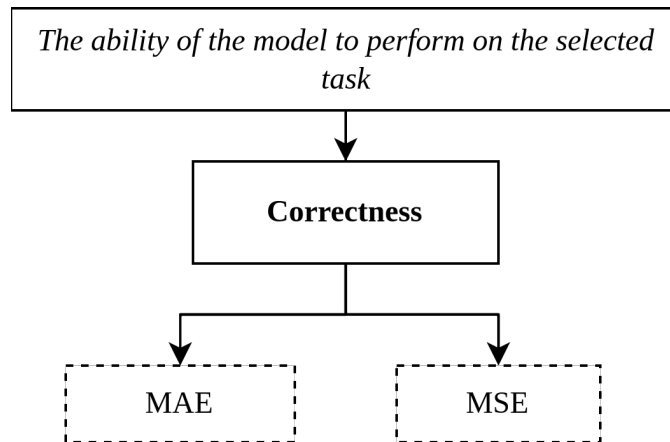 The ability of the model to perform on the selected
task
Correctness
MAE
MSE